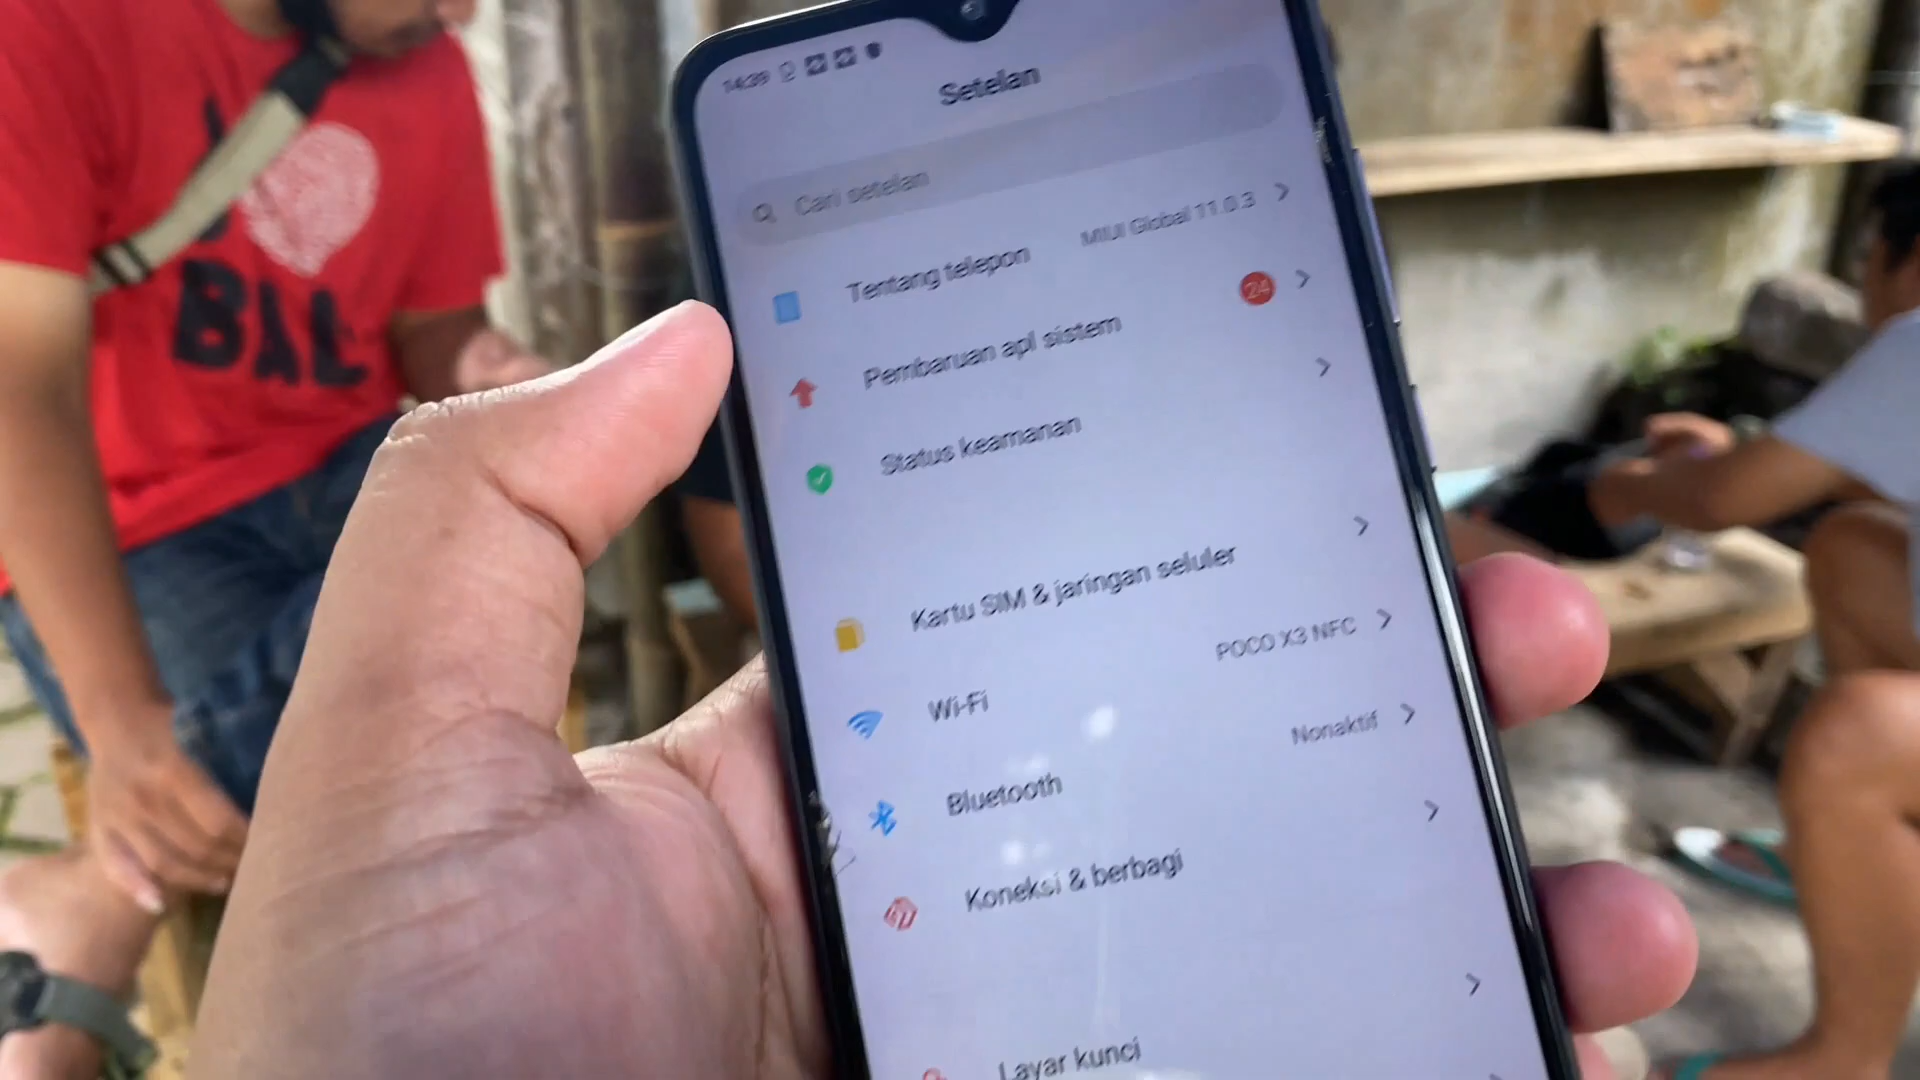 BAL
14:39
Setelan
Cari setelan
Tentang telepon MIUI Global 11.0.3
Pembaruan apl sistem 24
Status keamanan
Kartu SIM & jaringan seluler
Wi-Fi POCO X3 NFC
Bluetooth Nonaktif
Koneksi & berbagi
Layar kunci